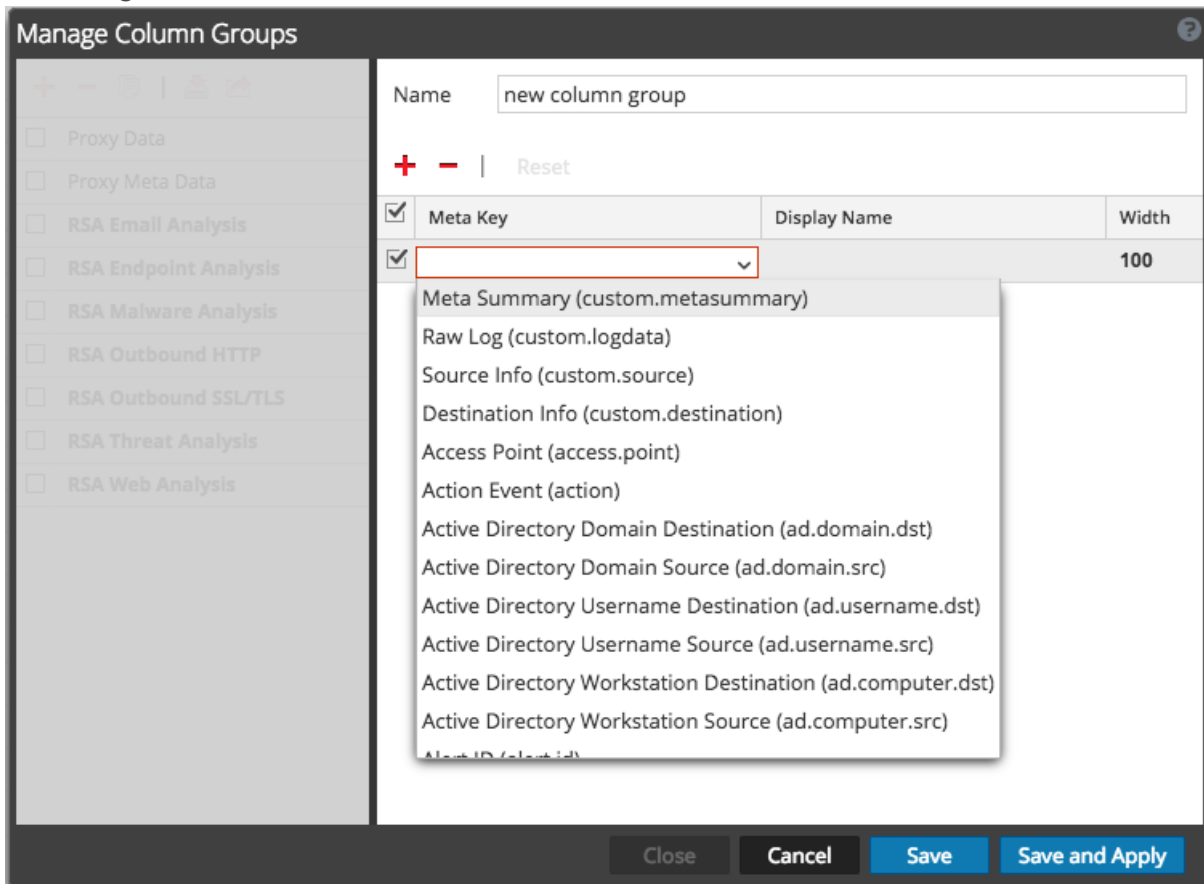 Manage Column Groups
Name new column group
Reset
Proxy Data
Proxy Meta Data
RSA Email Analysis
RSA Endpoint Analysis
RSA Malware Analysis
RSA Outbound HTTP
RSA Outbound SSL/TLS
RSA Threat Analysis
RSA Web Analysis
Meta Key Display Name Width
100
Meta Summary (custom.metasummary)
Raw Log (custom.logdata)
Source Info (custom.source)
Destination Info (custom.destination)
Access Point (access.point)
Action Event (action)
Active Directory Domain Destination (ad.domain.dst)
Active Directory Domain Source (ad.domain.src)
Active Directory Username Destination (ad.username.dst)
Active Directory Username Source (ad.username.src)
Active Directory Workstation Destination (ad.computer.dst)
Active Directory Workstation Source (ad.computer.src)
Alert ID (alert.id)
Close Cancel Save Save and Apply